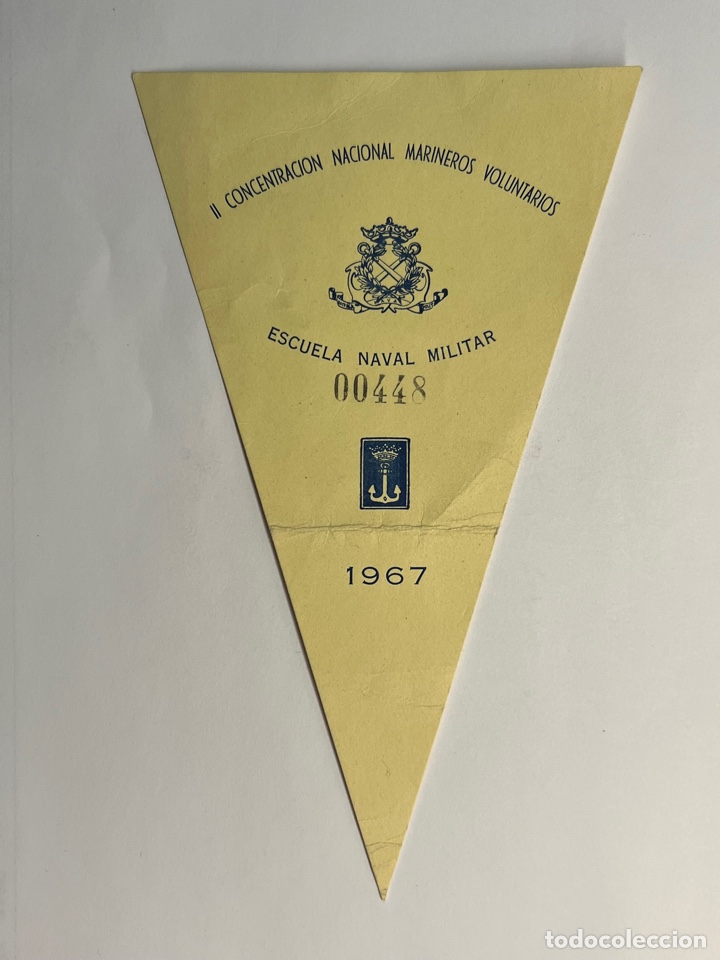 II CONCENTRACION NACIONAL MARINEROS VOLUNTARIOS
ESCUELA NAVAL MILITAR
00448
1967
todocoleccion